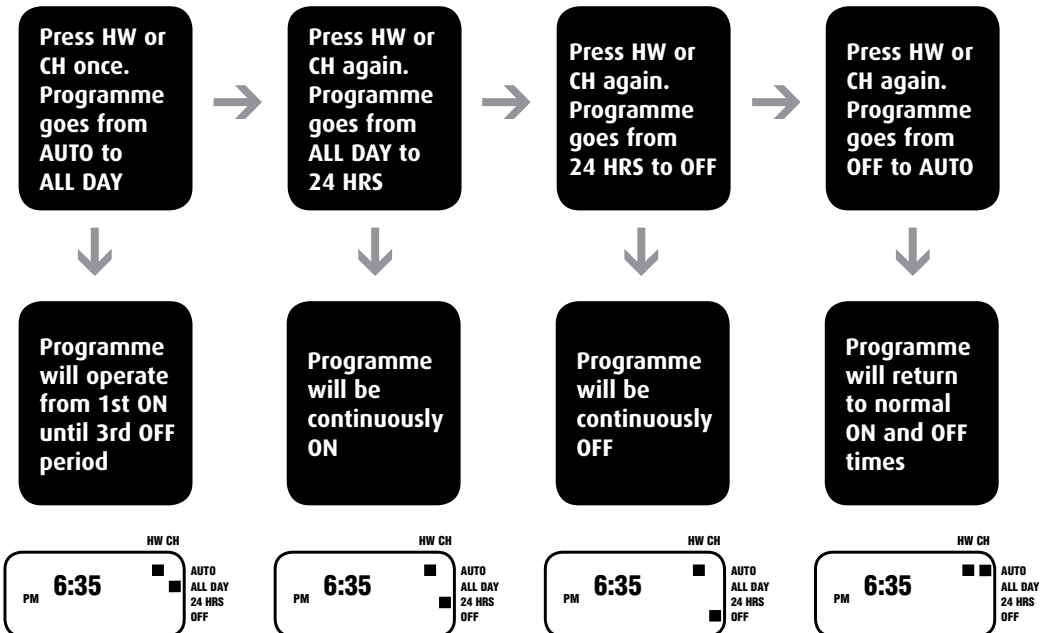 Press HW or
CH once.
Programme
goes from
AUTO to
ALL DAY
Press HW or
CH again.
Programme
goes from
ALL DAY to
24 HRS
Press HW or
CH again.
Programme
goes from
24 HRS to OFF
Press HW or
CH again.
Programme
goes from
OFF to AUTO
Programme
will operate
from 1st ON
until 3rd OFF
period
Programme
will be
continuously
ON
Programme
will be
continuously
OFF
Programme
will return
to normal
ON and OFF
times
HW CH
PM 6:35
AUTO
ALL DAY
24 HRS
OFF
HW CH
PM 6:35
AUTO
ALL DAY
24 HRS
OFF
HW CH
PM 6:35
AUTO
ALL DAY
24 HRS
OFF
HW CH
PM 6:35
AUTO
ALL DAY
24 HRS
OFF